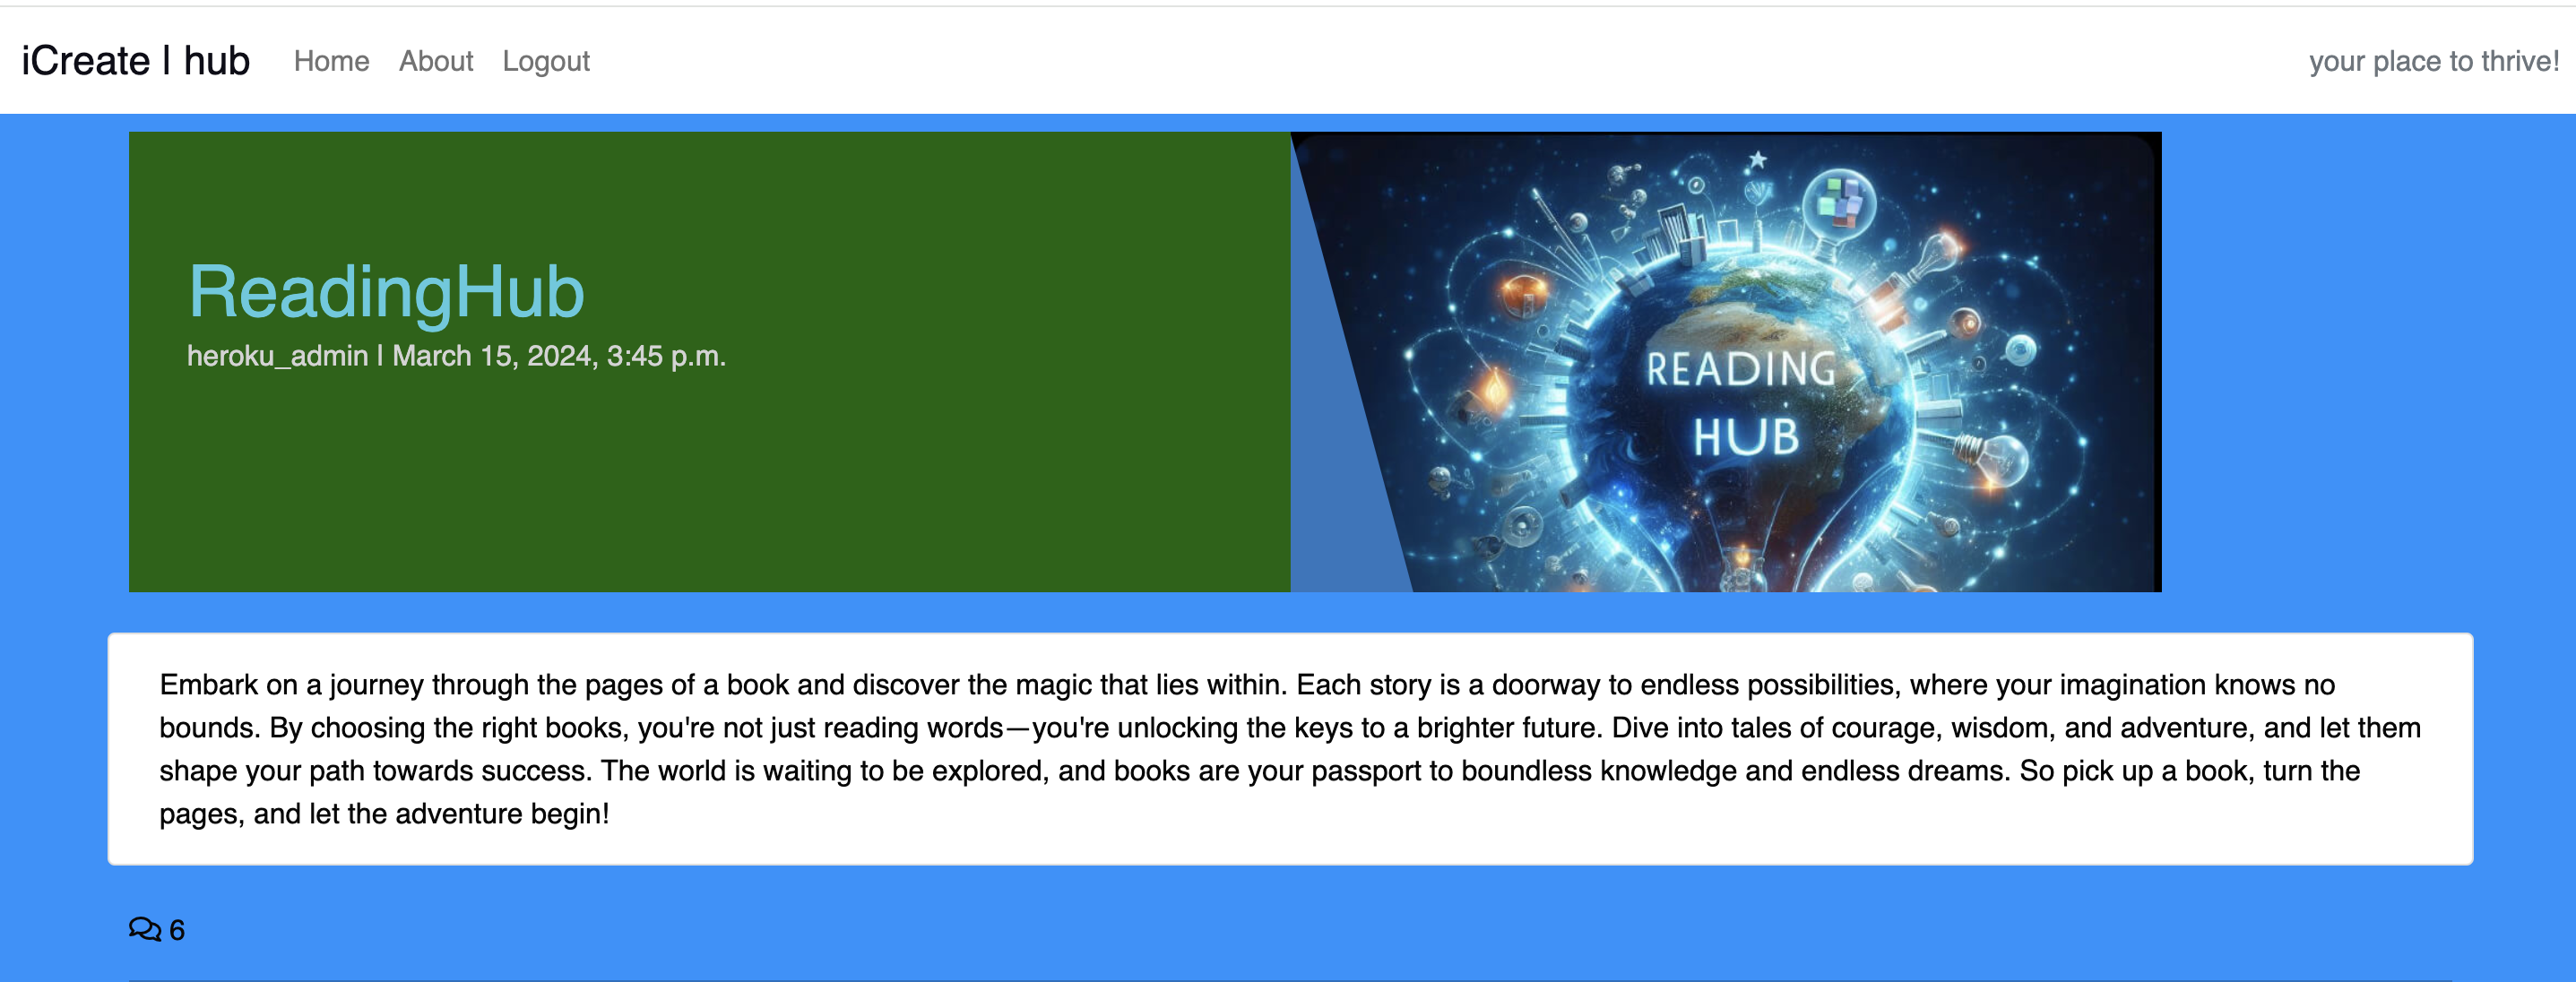 iCreate | hub Home About Logout your place to thrive!
ReadingHub
heroku_admin | March 15, 2024, 3:45 p.m.
READING
HUB
Embark on a journey through the pages of a book and discover the magic that lies within. Each story is a doorway to endless possibilities, where your imagination knows no
bounds. By choosing the right books, you're not just reading words—you're unlocking the keys to a brighter future. Dive into tales of courage, wisdom, and adventure, and let them
shape your path towards success. The world is waiting to be explored, and books are your passport to boundless knowledge and endless dreams. So pick up a book, turn the
pages, and let the adventure begin!
6